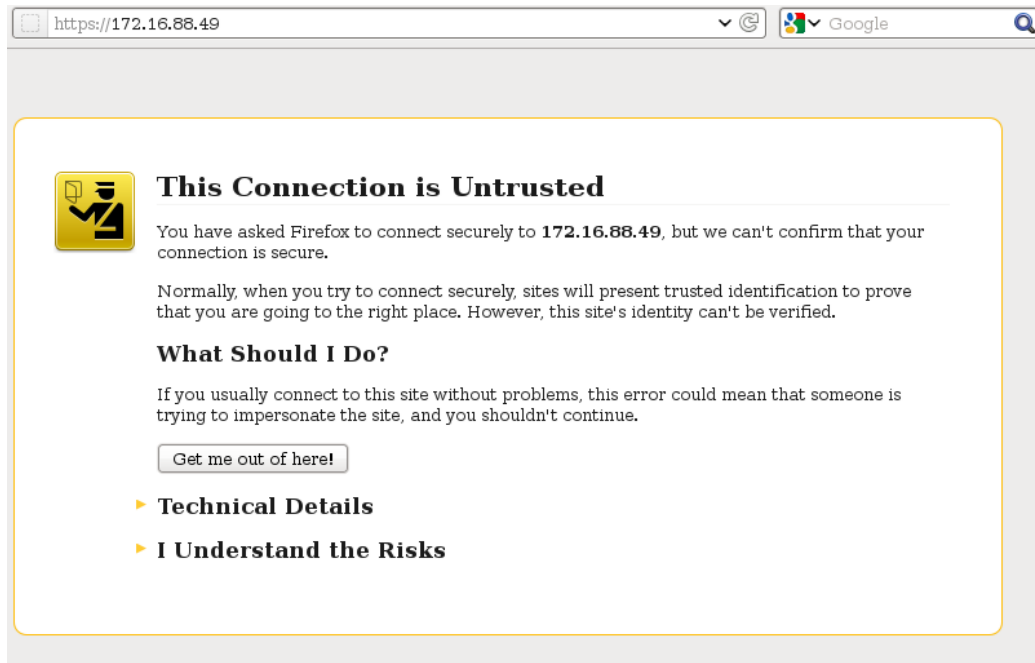 https://172.16.88.49
Google
This Connection is Untrusted
You have asked Firefox to connect securely to 172.16.88.49, but we can't confirm that your
connection is secure.
Normally, when you try to connect securely, sites will present trusted identification to prove
that you are going to the right place. However, this site's identity can't be verified.
What Should I Do?
If you usually connect to this site without problems, this error could mean that someone is
trying to impersonate the site, and you shouldn't continue.
Get me out of here!
Technical Details
I Understand the Risks